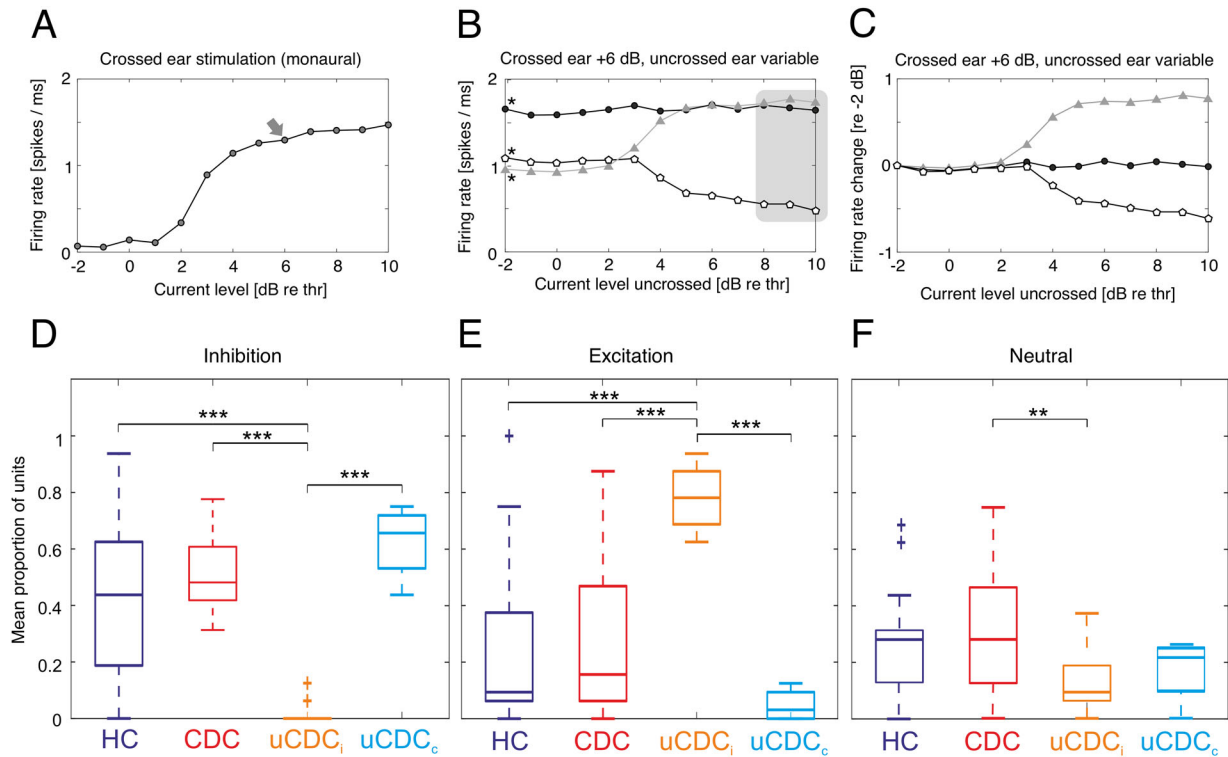 A
Crossed ear stimulation (monaural)
Firing rate [spikes / ms]
2
1
0
-2 0 2 4 6 8 10
Current level [dB re thr]
B
Crossed ear +6 dB, uncrossed ear variable
Firing rate [spikes / ms]
2
1
0
*
*
*
-2 0 2 4 6 8 10
Current level uncrossed [dB re thr]
C
Crossed ear +6 dB, uncrossed ear variable
Firing rate change [re -2 dB]
1
0
-1
-2 0 2 4 6 8 10
Current level uncrossed [dB re thr]
D
Inhibition
Mean proportion of units
1
0.8
0.6
0.4
0.2
0
***
***
***
HC CDC uCDCi uCDCc
E
Excitation
***
***
***
HC CDC uCDCi uCDCc
F
Neutral
**
HC CDC uCDCi uCDCc